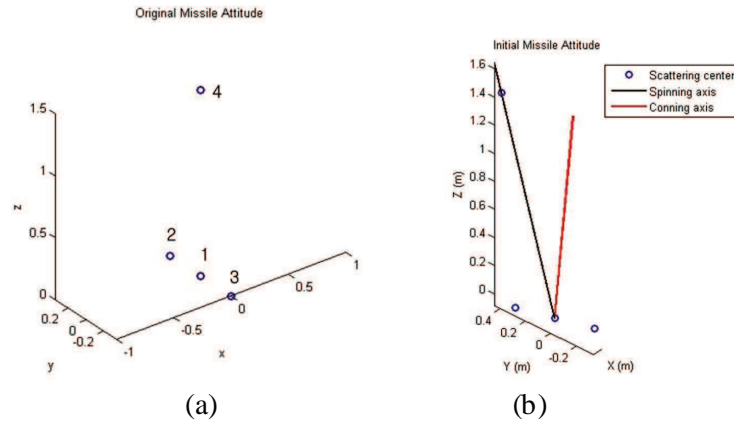 Original Missile Attitude
4
1.5
1
z
0.5
0
2
1
3
1
0.5
0
-0.5
-1
x
0.2
0
-0.2
y
(a)
Initial Missile Attitude
Scattering center
Spinning axis
Conning axis
1.6
1.4
1.2
1
0.8
0.6
0.4
0.2
0
Z (m)
0.4
0.2
0
-0.2
Y (m)
X (m)
(b)